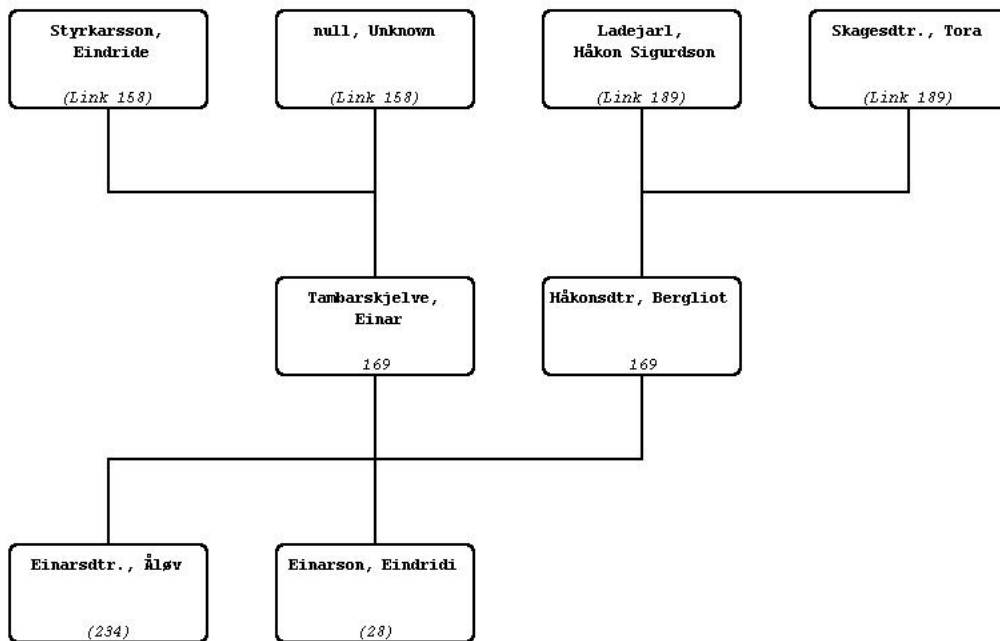 Styrkarsson,
Eindride
(Link 158)
null, Unknown
(Link 158)
Ladejarl,
Håkon Sigurdson
(Link 189)
Skagesdtr., Tora
(Link 189)
Tambarskjelve,
Einar
169
Håkonsdtr, Bergliot
169
Einarsdtr., Åløv
(234)
Einarson, Eindridi
(28)